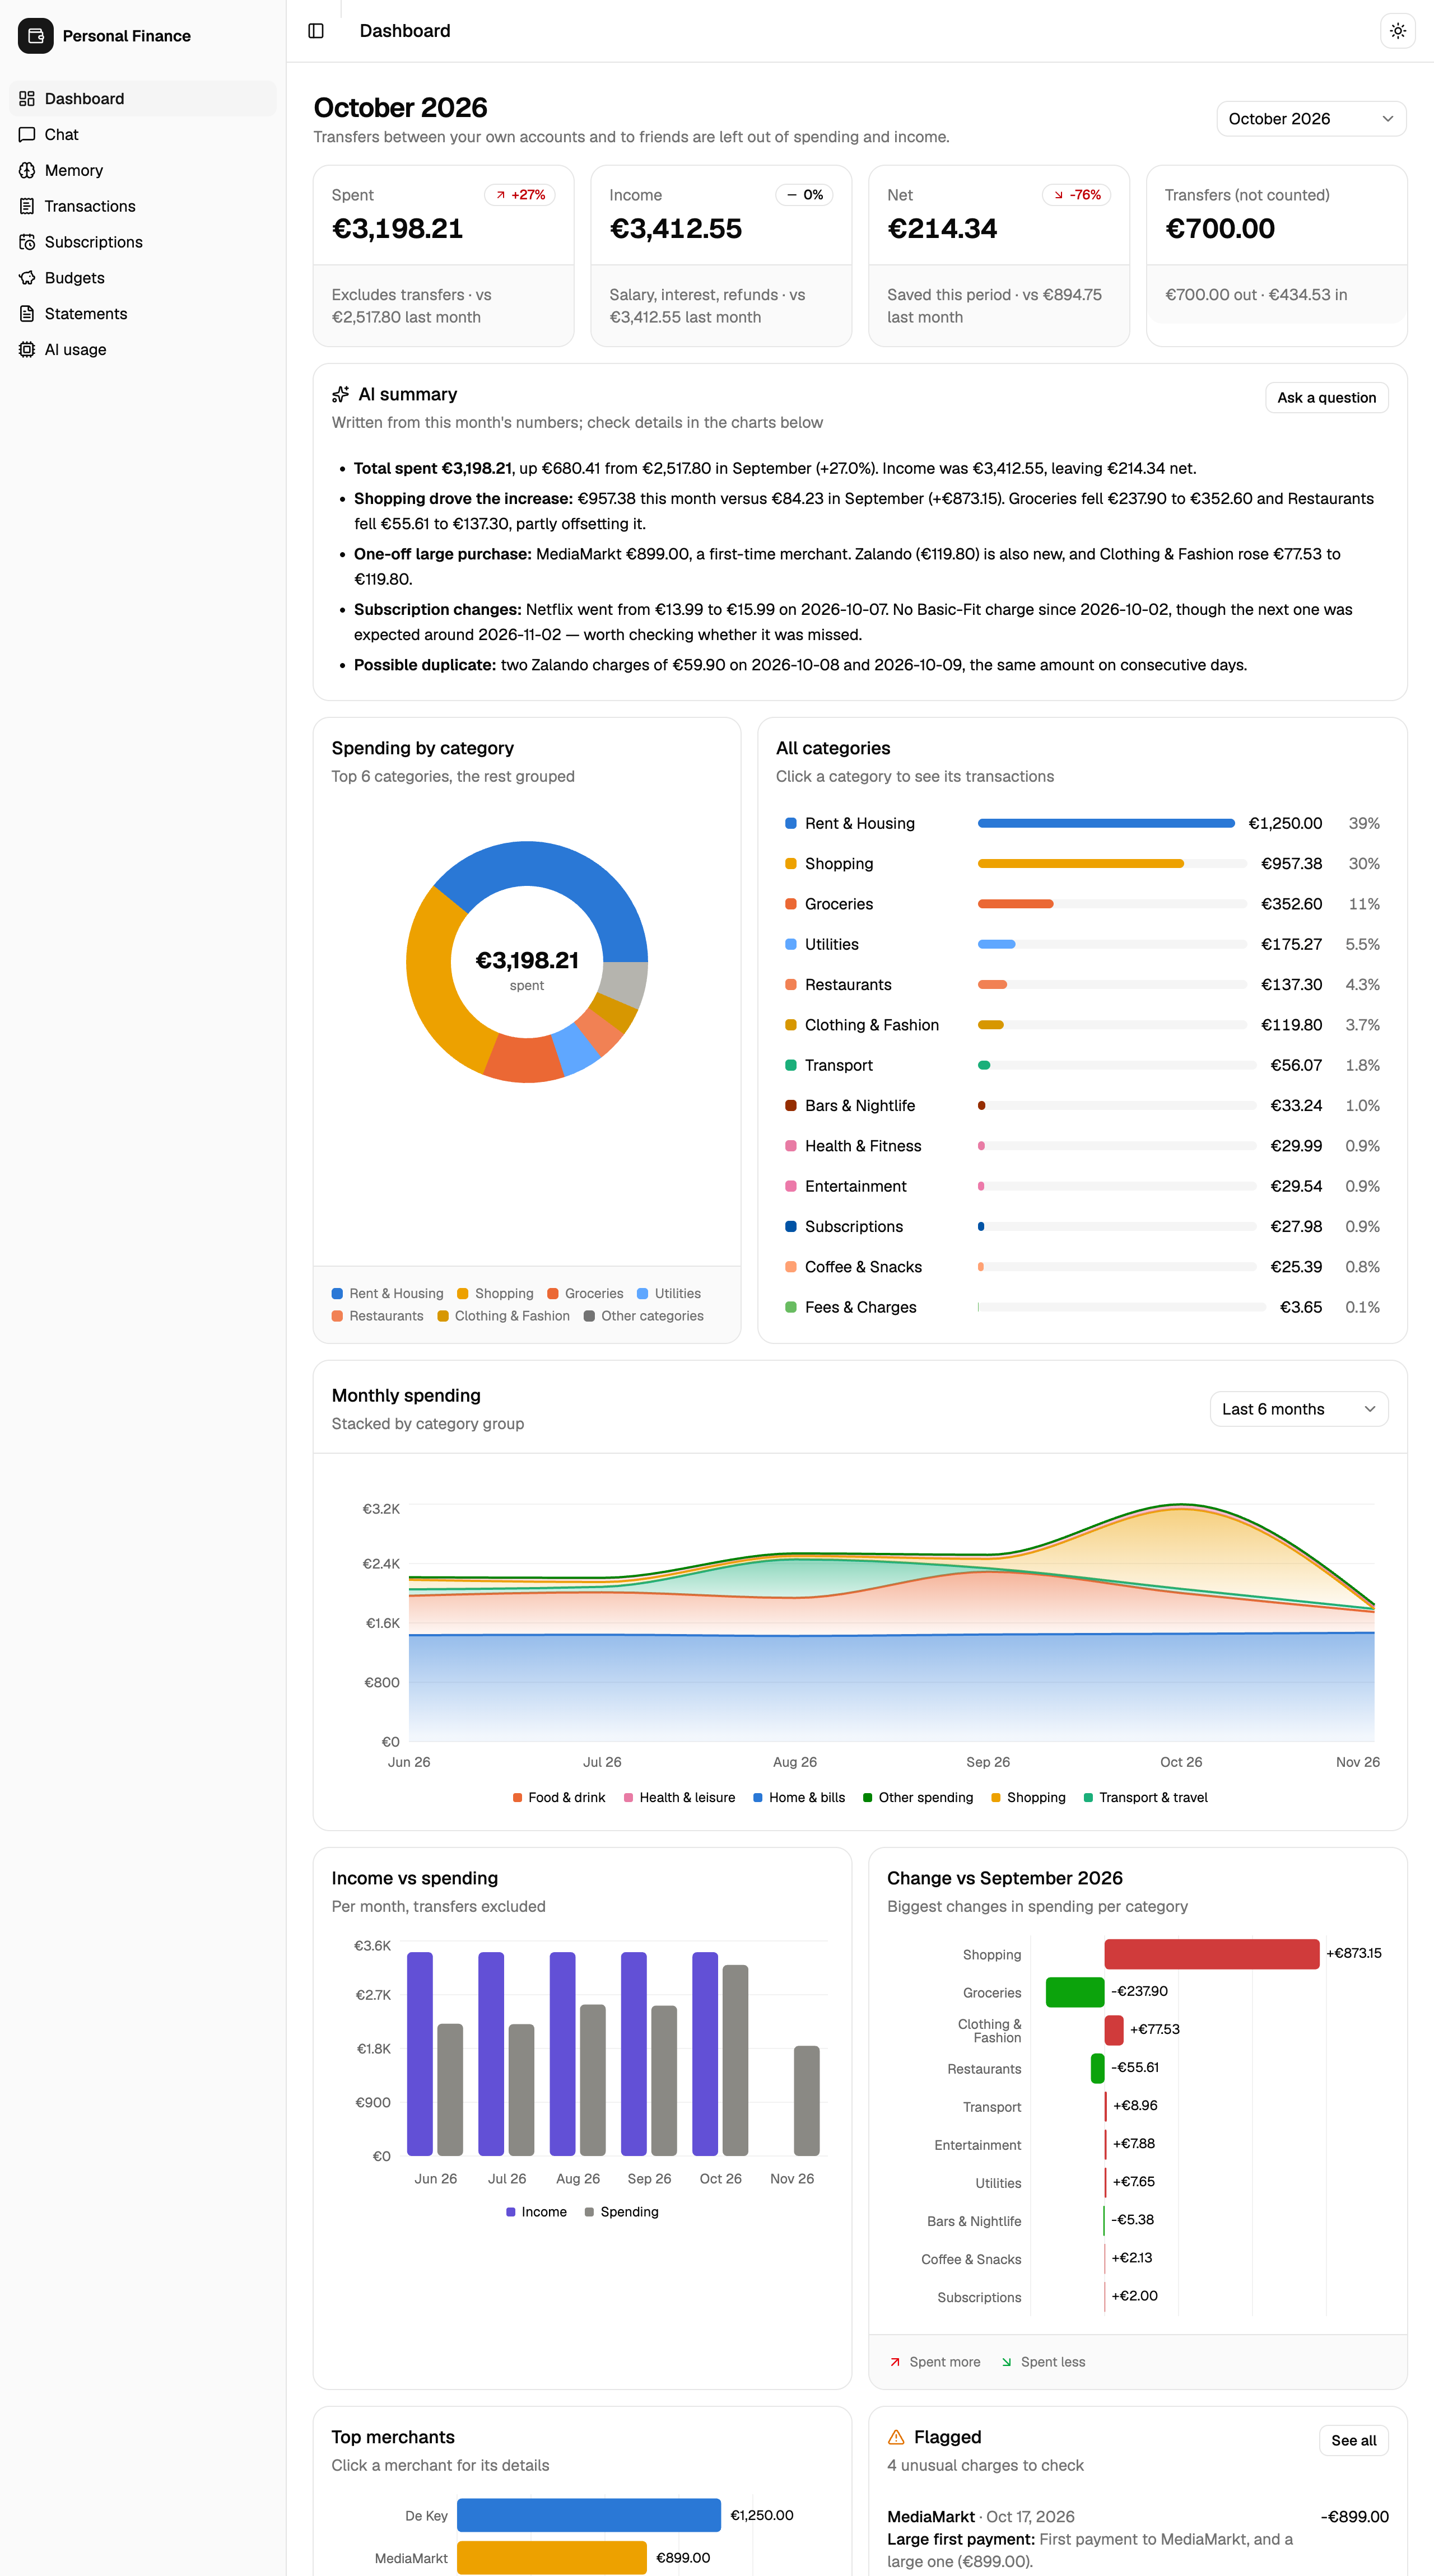 Personal Finance
Dashboard
Chat
Memory
Transactions
Subscriptions
Budgets
Statements
AI usage
Dashboard
October 2026
Transfers between your own accounts and to friends are left out of spending and income.
October 2026
Spent
+27%
€3,198.21
Excludes transfers · vs
€2,517.80 last month
Income
0%
€3,412.55
Salary, interest, refunds · vs
€3,412.55 last month
Net
-76%
€214.34
Saved this period · vs €894.75
last month
Transfers (not counted)
€700.00
€700.00 out · €434.53 in
AI summary
Written from this month's numbers; check details in the charts below
Ask a question
• Total spent €3,198.21, up €680.41 from €2,517.80 in September (+27.0%). Income was €3,412.55, leaving €214.34 net.
• Shopping drove the increase: €957.38 this month versus €84.23 in September (+€873.15). Groceries fell €237.90 to €352.60 and Restaurants
fell €55.61 to €137.30, partly offsetting it.
• One-off large purchase: MediaMarkt €899.00, a first-time merchant. Zalando (€119.80) is also new, and Clothing & Fashion rose €77.53 to
€119.80.
• Subscription changes: Netflix went from €13.99 to €15.99 on 2026-10-07. No Basic-Fit charge since 2026-10-02, though the next one was
expected around 2026-11-02 — worth checking whether it was missed.
• Possible duplicate: two Zalando charges of €59.90 on 2026-10-08 and 2026-10-09, the same amount on consecutive days.
Spending by category
Top 6 categories, the rest grouped
€3,198.21
spent
Rent & Housing Shopping Groceries Utilities
Restaurants Clothing & Fashion Other categories
All categories
Click a category to see its transactions
Rent & Housing €1,250.00 39%
Shopping €957.38 30%
Groceries €352.60 11%
Utilities €175.27 5.5%
Restaurants €137.30 4.3%
Clothing & Fashion €119.80 3.7%
Transport €56.07 1.8%
Bars & Nightlife €33.24 1.0%
Health & Fitness €29.99 0.9%
Entertainment €29.54 0.9%
Subscriptions €27.98 0.9%
Coffee & Snacks €25.39 0.8%
Fees & Charges €3.65 0.1%
Monthly spending
Stacked by category group
Last 6 months
€3.2K
€2.4K
€1.6K
€800
€0
Jun 26 Jul 26 Aug 26 Sep 26 Oct 26 Nov 26
Food & drink Health & leisure Home & bills Other spending Shopping Transport & travel
Income vs spending
Per month, transfers excluded
€3.6K
€2.7K
€1.8K
€900
€0
Jun 26 Jul 26 Aug 26 Sep 26 Oct 26 Nov 26
Income Spending
Change vs September 2026
Biggest changes in spending per category
Shopping +€873.15
Groceries -€237.90
Clothing &
Fashion +€77.53
Restaurants -€55.61
Transport +€8.96
Entertainment +€7.88
Utilities +€7.65
Bars & Nightlife -€5.38
Coffee & Snacks +€2.13
Subscriptions +€2.00
Spent more Spent less
Top merchants
Click a merchant for its details
De Key €1,250.00
MediaMarkt €899.00
Flagged
4 unusual charges to check
See all
MediaMarkt · Oct 17, 2026 -€899.00
Large first payment: First payment to MediaMarkt, and a
large one (€899.00).